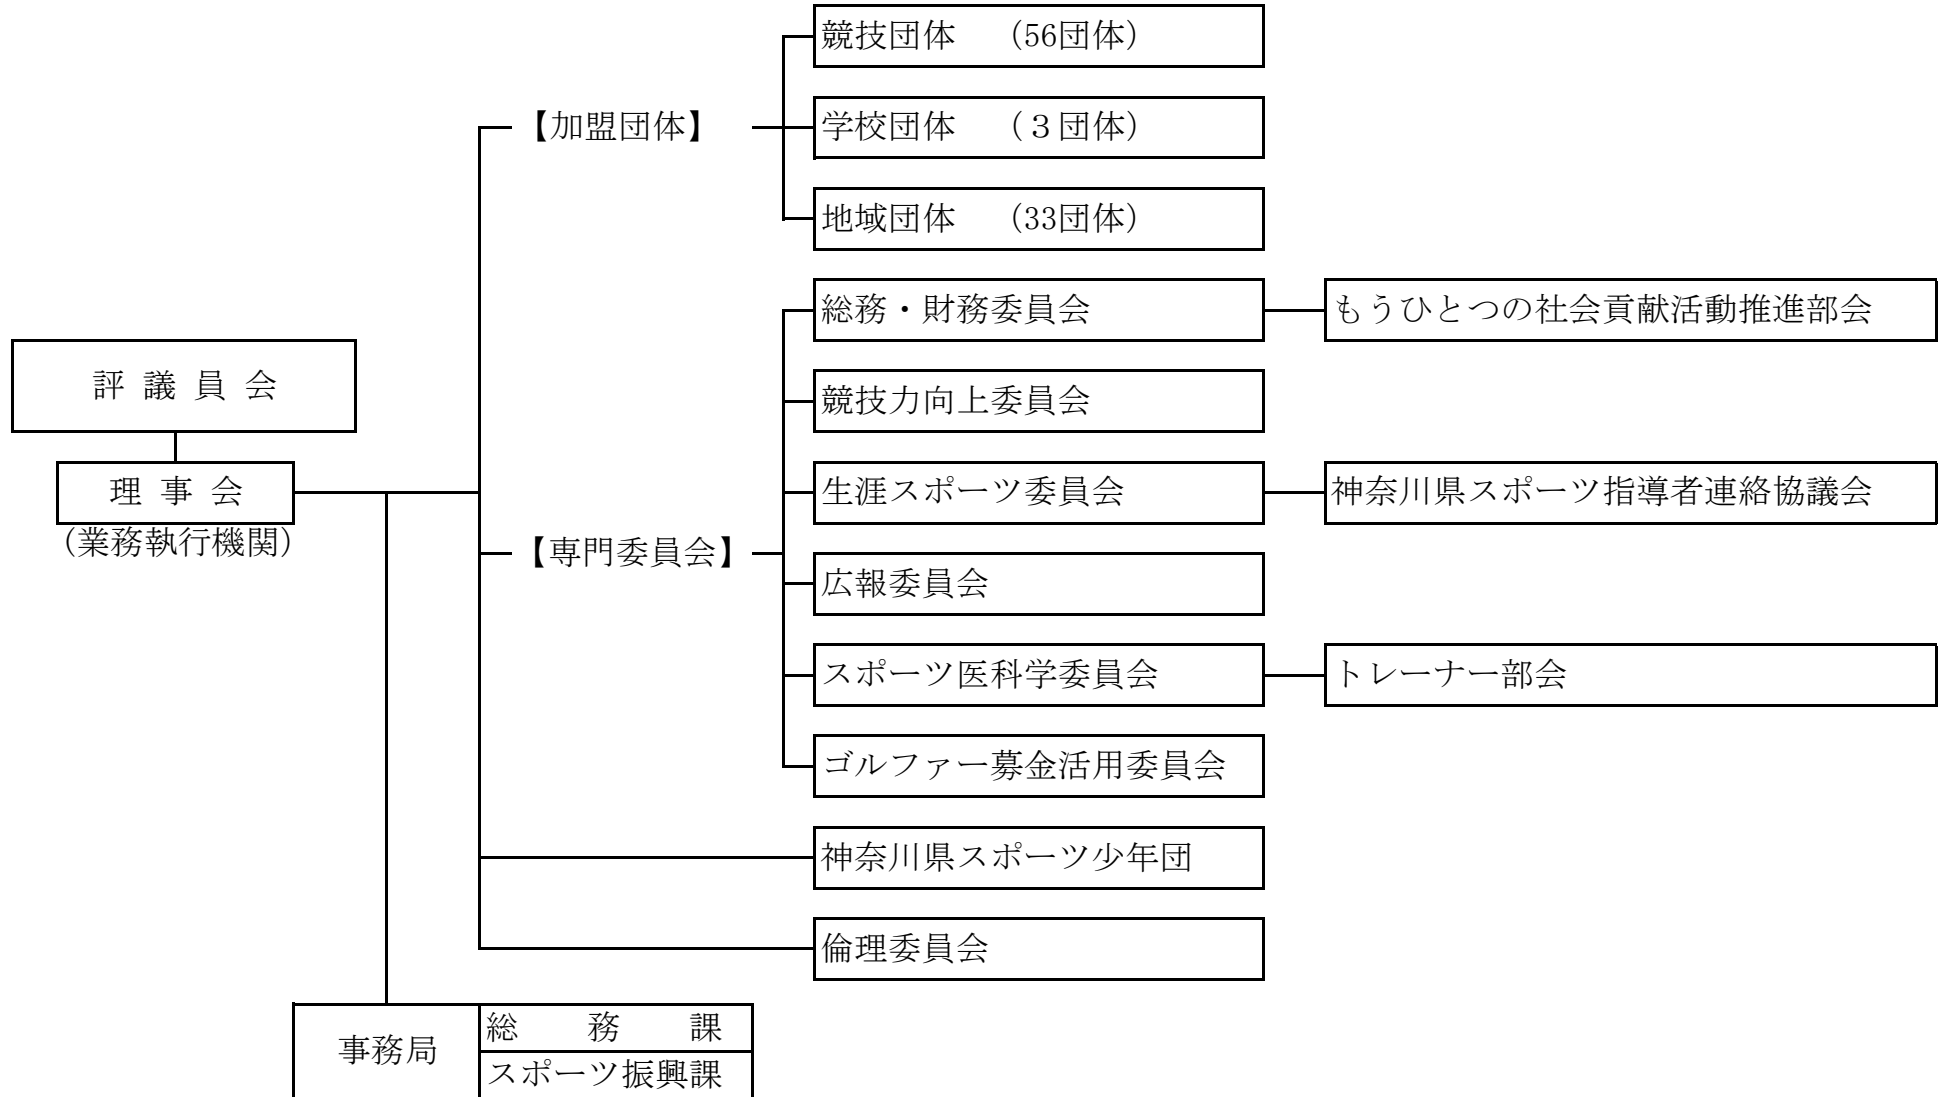 競技団体　（56団体）
【加盟団体】
学校団体　（３団体）
地域団体　（33団体）
総務・財務委員会
もうひとつの社会貢献活動推進部会
評 議 員 会
競技力向上委員会
理 事 会
（業務執行機関）
生涯スポーツ委員会
神奈川県スポーツ指導者連絡協議会
【専門委員会】
広報委員会
スポーツ医科学委員会
トレーナー部会
ゴルファー募金活用委員会
神奈川県スポーツ少年団
倫理委員会
事務局
総　務　課
スポーツ振興課